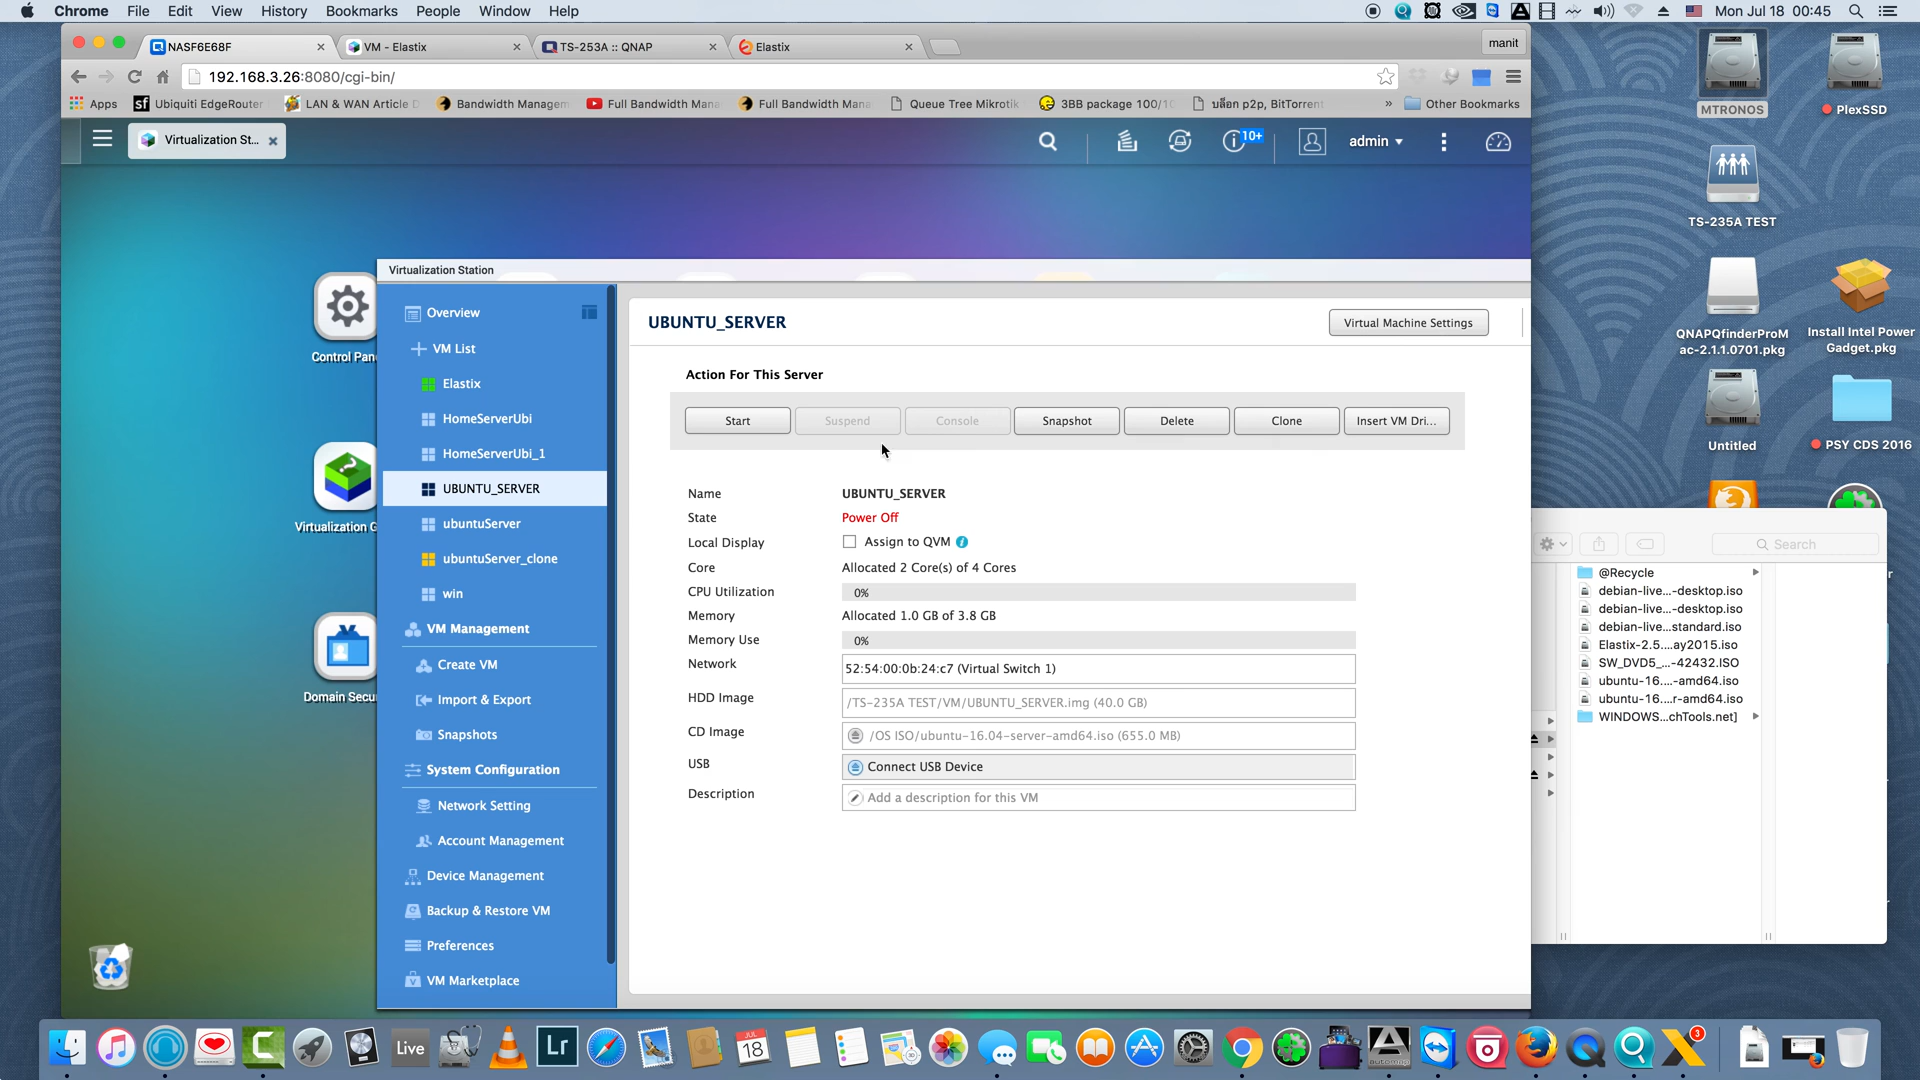 Chrome File Edit View History Bookmarks People Window Help Mon Jul 18 00:45
NASF6E68F VM - Elastix TS-253A :: QNAP Elastix manit
192.168.3.26:8080/cgi-bin/
Apps Ubiquiti EdgeRouter LAN & WAN Article Bandwidth Managem Full Bandwidth Mana Full Bandwidth Mana Queue Tree Mikrotik 3BB package 100/10 บล็อก p2p, BitTorrent » Other Bookmarks
Virtualization St... 10+ admin
MTRONOS
PlexSSD
TS-235A TEST
QNAPQfinderProM
ac-2.1.1.0701.pkg
Install Intel Power
Gadget.pkg
Untitled
PSY CDS 2016
Control Pane
Virtualization G
Domain Secu
Virtualization Station
Overview
VM List
Elastix
HomeServerUbi
HomeServerUbi_1
UBUNTU_SERVER
ubuntuServer
ubuntuServer_clone
win
VM Management
Create VM
Import & Export
Snapshots
System Configuration
Network Setting
Account Management
Device Management
Backup & Restore VM
Preferences
VM Marketplace
UBUNTU_SERVER
Virtual Machine Settings
Action For This Server
Start Suspend Console Snapshot Delete Clone Insert VM Dri...
Name UBUNTU_SERVER
State Power Off
Local Display Assign to QVM
Core Allocated 2 Core(s) of 4 Cores
CPU Utilization 0%
Memory Allocated 1.0 GB of 3.8 GB
Memory Use 0%
Network 52:54:00:0b:24:c7 (Virtual Switch 1)
HDD Image /TS-235A TEST/VM/UBUNTU_SERVER.img (40.0 GB)
CD Image /OS ISO/ubuntu-16.04-server-amd64.iso (655.0 MB)
USB Connect USB Device
Description Add a description for this VM
Search
@Recycle
debian-live...-desktop.iso
debian-live...-desktop.iso
debian-live...standard.iso
Elastix-2.5....ay2015.iso
SW_DVD5_...-42432.ISO
ubuntu-16....-amd64.iso
ubuntu-16....r-amd64.iso
WINDOWS...chTools.net]
Live
Lr
JUL
18
3